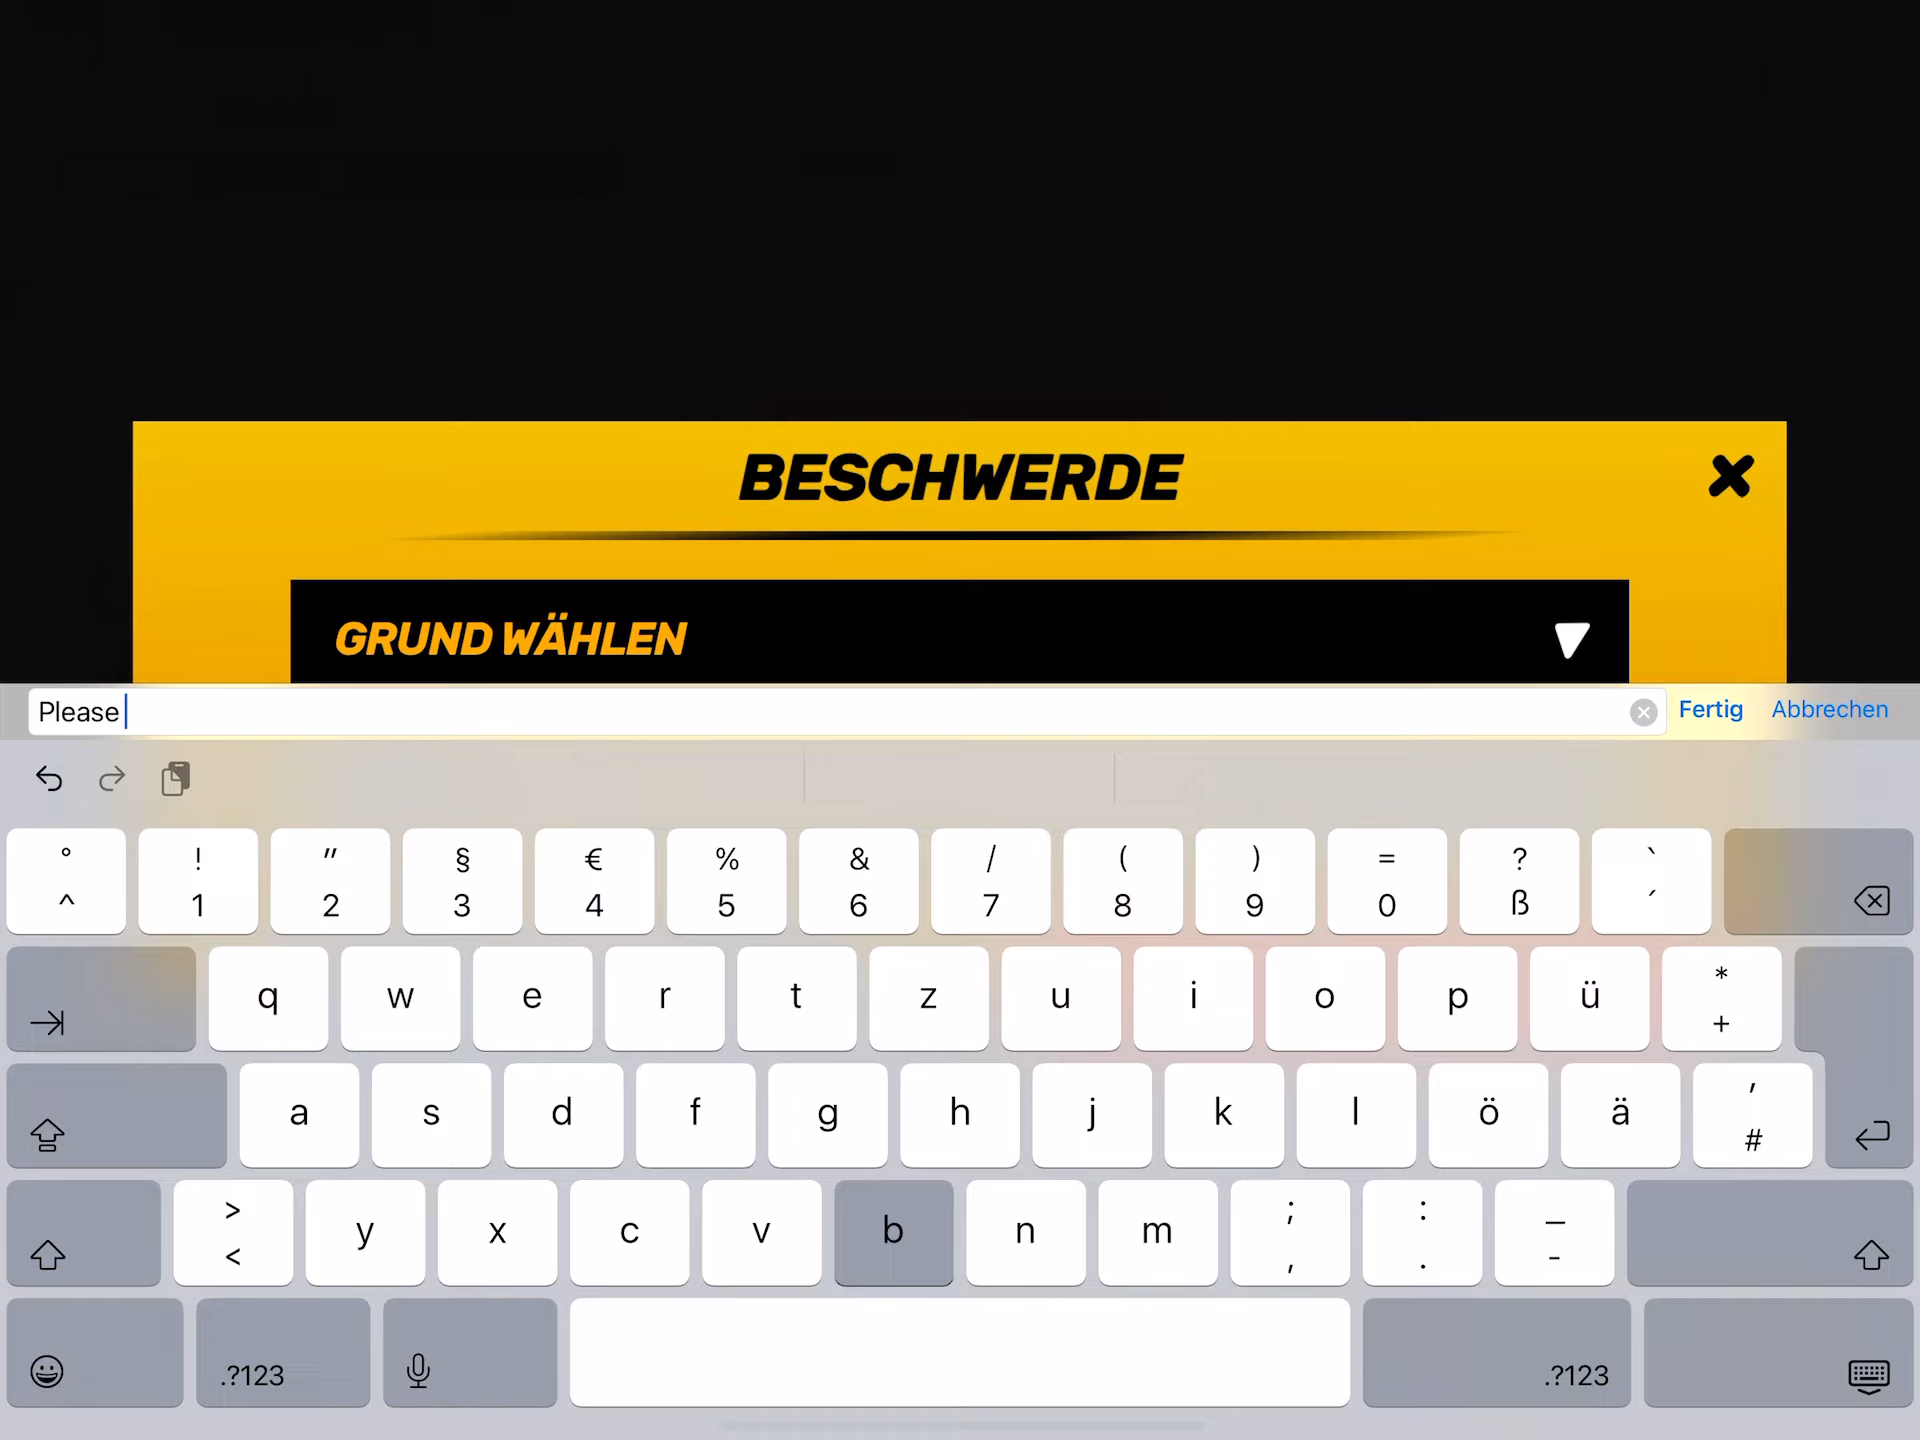 BESCHWERDE
GRUND WÄHLEN
Please
Fertig Abbrechen
° ! " § € % & / ( ) = ? `
^ 1 2 3 4 5 6 7 8 9 0 ß ´
q w e r t z u i o p ü * +
a s d f g h j k l ö ä ' #
> < y x c v b n m ; , : . _ -
.?123 .?123